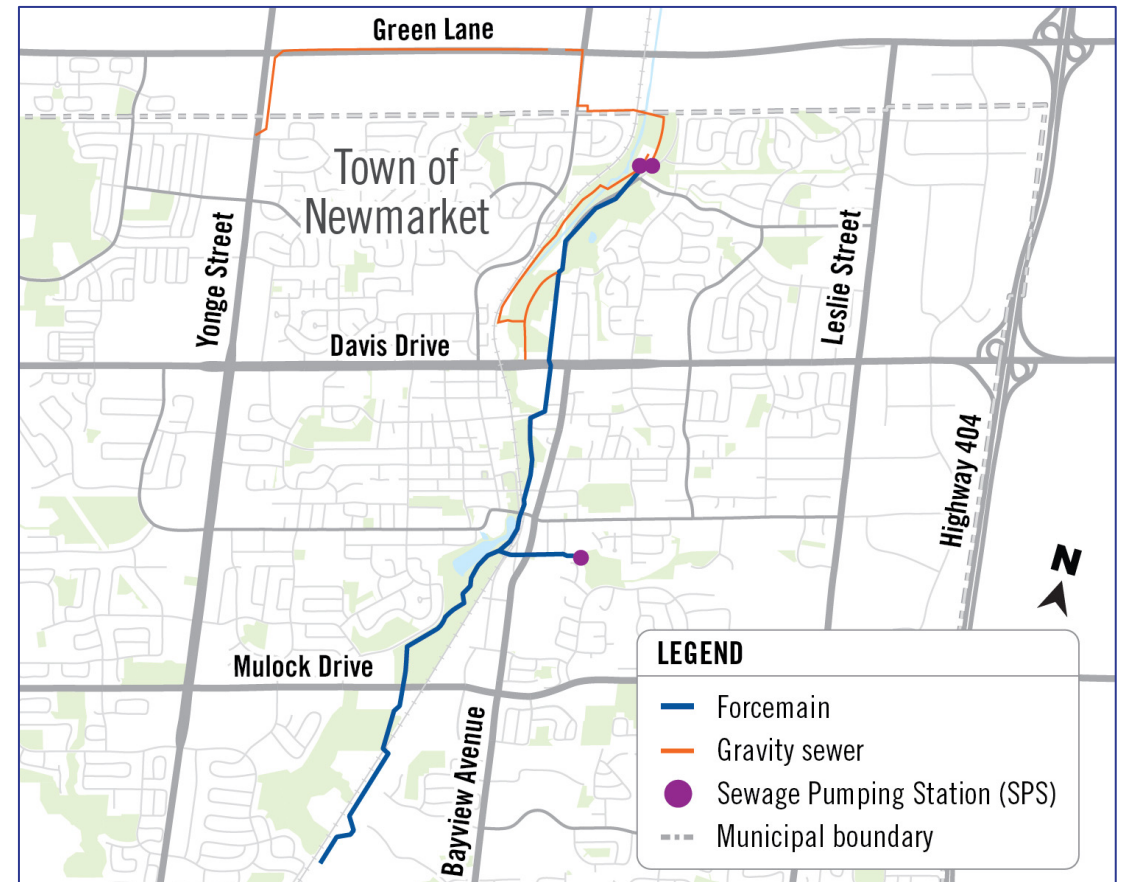 Green Lane
Town of
Newmarket
Yonge Street
Leslie Street
Davis Drive
Highway 404
N
Mulock Drive
Bayview Avenue
LEGEND
Forcemain
Gravity sewer
Sewage Pumping Station (SPS)
Municipal boundary